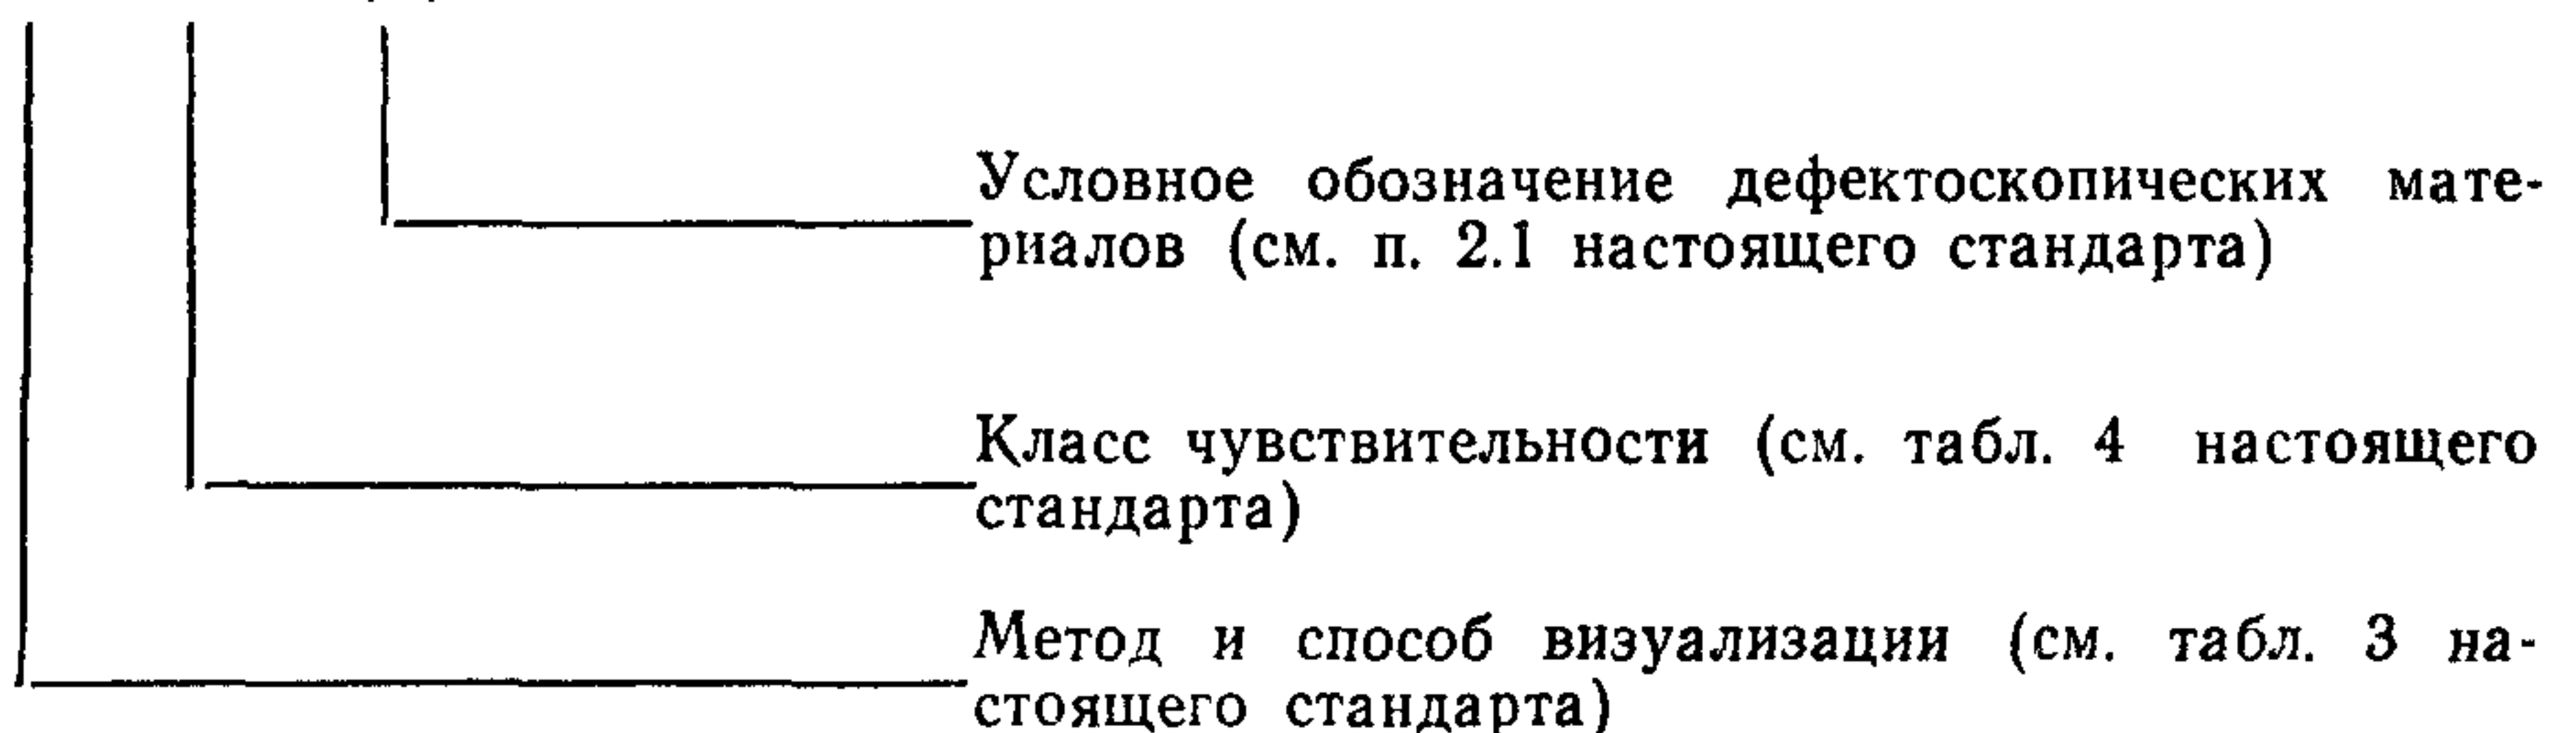 Условное обозначение дефектоскопических мате-
риалов (см. п. 2.1 настоящего стандарта)
Класс чувствительности (см. табл. 4 настоящего
стандарта)
Метод и способ визуализации (см. табл. 3 на-
стоящего стандарта)